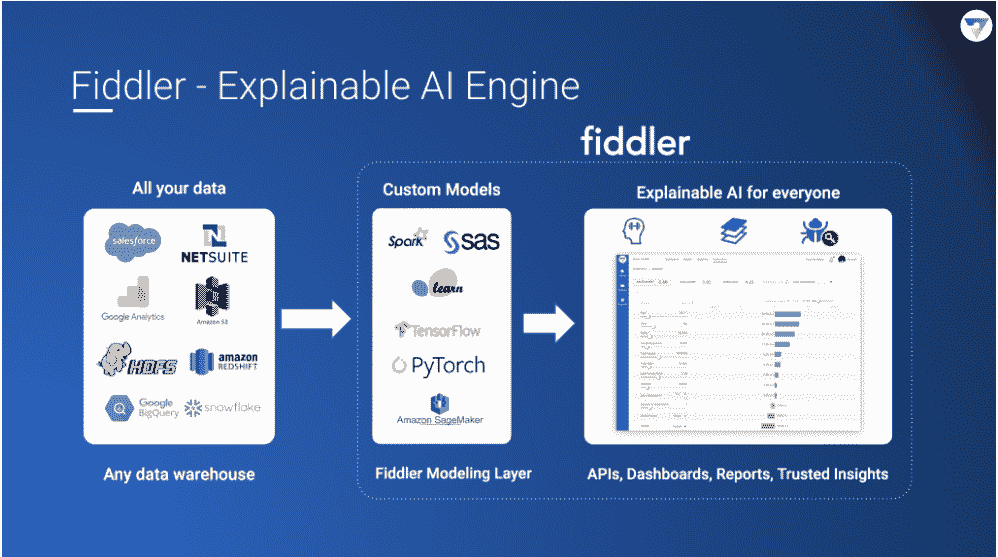 Fiddler - Explainable AI Engine
fiddler
All your data
Custom Models
Explainable AI for everyone
salesforce
NETSUITE
Google Analytics
Amazon S3
HDFS
amazon
REDSHIFT
Google
BigQuery
snowflake
Spark
sas
learn
TensorFlow
PyTorch
Amazon SageMaker
Any data warehouse
Fiddler Modeling Layer
APIs, Dashboards, Reports, Trusted Insights